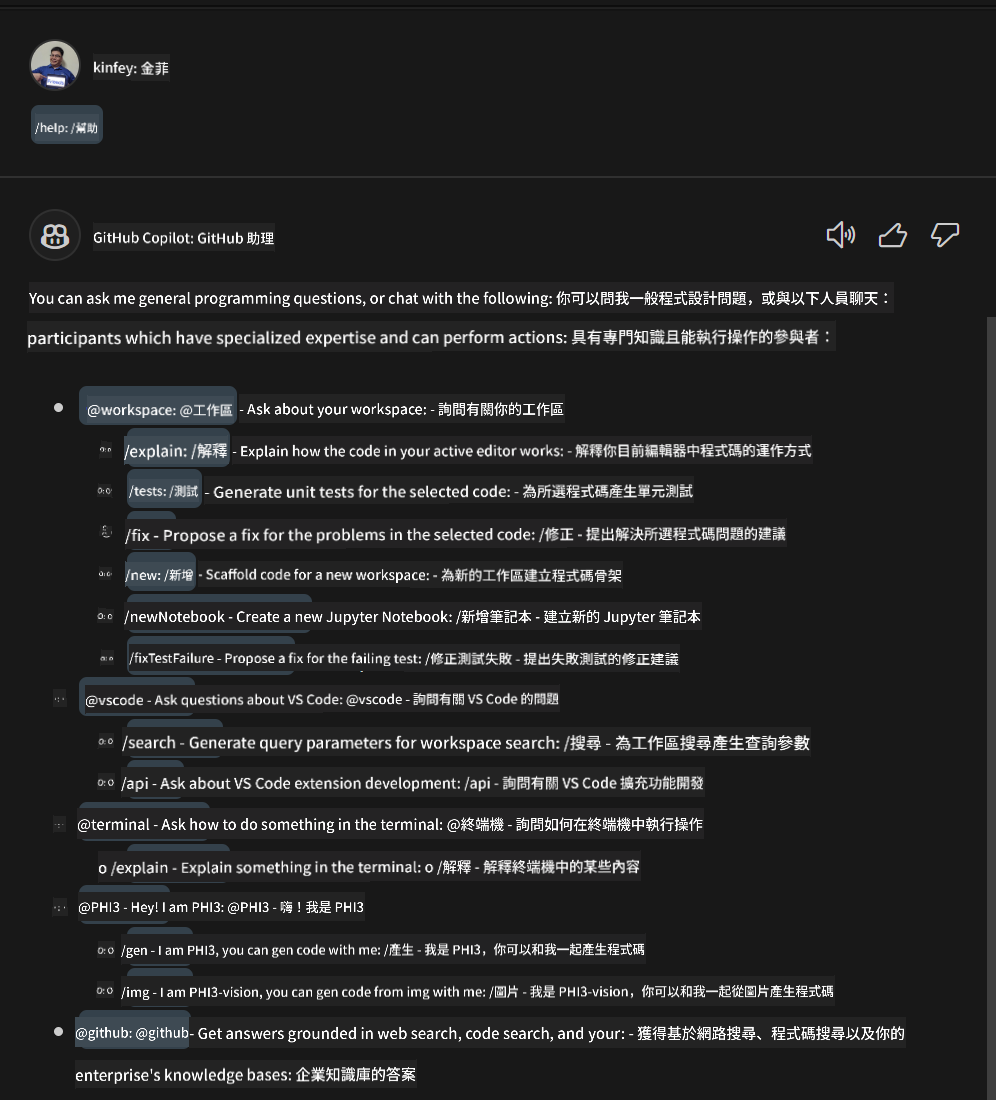 kinfey: 金菲
/help: /幫助
GitHub Copilot: GitHub 助理
You can ask me general programming questions, or chat with the following: 你可以問我一般程式設計問題，或與以下人員聊天：
participants which have specialized expertise and can perform actions: 具有專門知識且能執行操作的參與者：
@workspace: @工作區 - Ask about your workspace: - 詢問有關你的工作區
/explain: /解釋 - Explain how the code in your active editor works: - 解釋你目前編輯器中程式碼的運作方式
/tests: /測試 - Generate unit tests for the selected code: - 為所選程式碼產生單元測試
/fix - Propose a fix for the problems in the selected code: /修正 - 提出解決所選程式碼問題的建議
/new: /新增 - Scaffold code for a new workspace: - 為新的工作區建立程式碼骨架
/newNotebook - Create a new Jupyter Notebook: /新增筆記本 - 建立新的 Jupyter 筆記本
/fixTestFailure - Propose a fix for the failing test: /修正測試失敗 - 提出失敗測試的修正建議
@vscode - Ask questions about VS Code: @vscode - 詢問有關 VS Code 的問題
/search - Generate query parameters for workspace search: /搜尋 - 為工作區搜尋產生查詢參數
/api - Ask about VS Code extension development: /api - 詢問有關 VS Code 擴充功能開發
@terminal - Ask how to do something in the terminal: @終端機 - 詢問如何在終端機中執行操作
o /explain - Explain something in the terminal: o /解釋 - 解釋終端機中的某些內容
@PHI3 - Hey! I am PHI3: @PHI3 - 嗨！我是 PHI3
/gen - I am PHI3, you can gen code with me: /產生 - 我是 PHI3，你可以和我一起產生程式碼
/img - I am PHI3-vision, you can gen code from img with me: /圖片 - 我是 PHI3-vision，你可以和我一起從圖片產生程式碼
@github: @github - Get answers grounded in web search, code search, and your: - 獲得基於網路搜尋、程式碼搜尋以及你的
enterprise's knowledge bases: 企業知識庫的答案